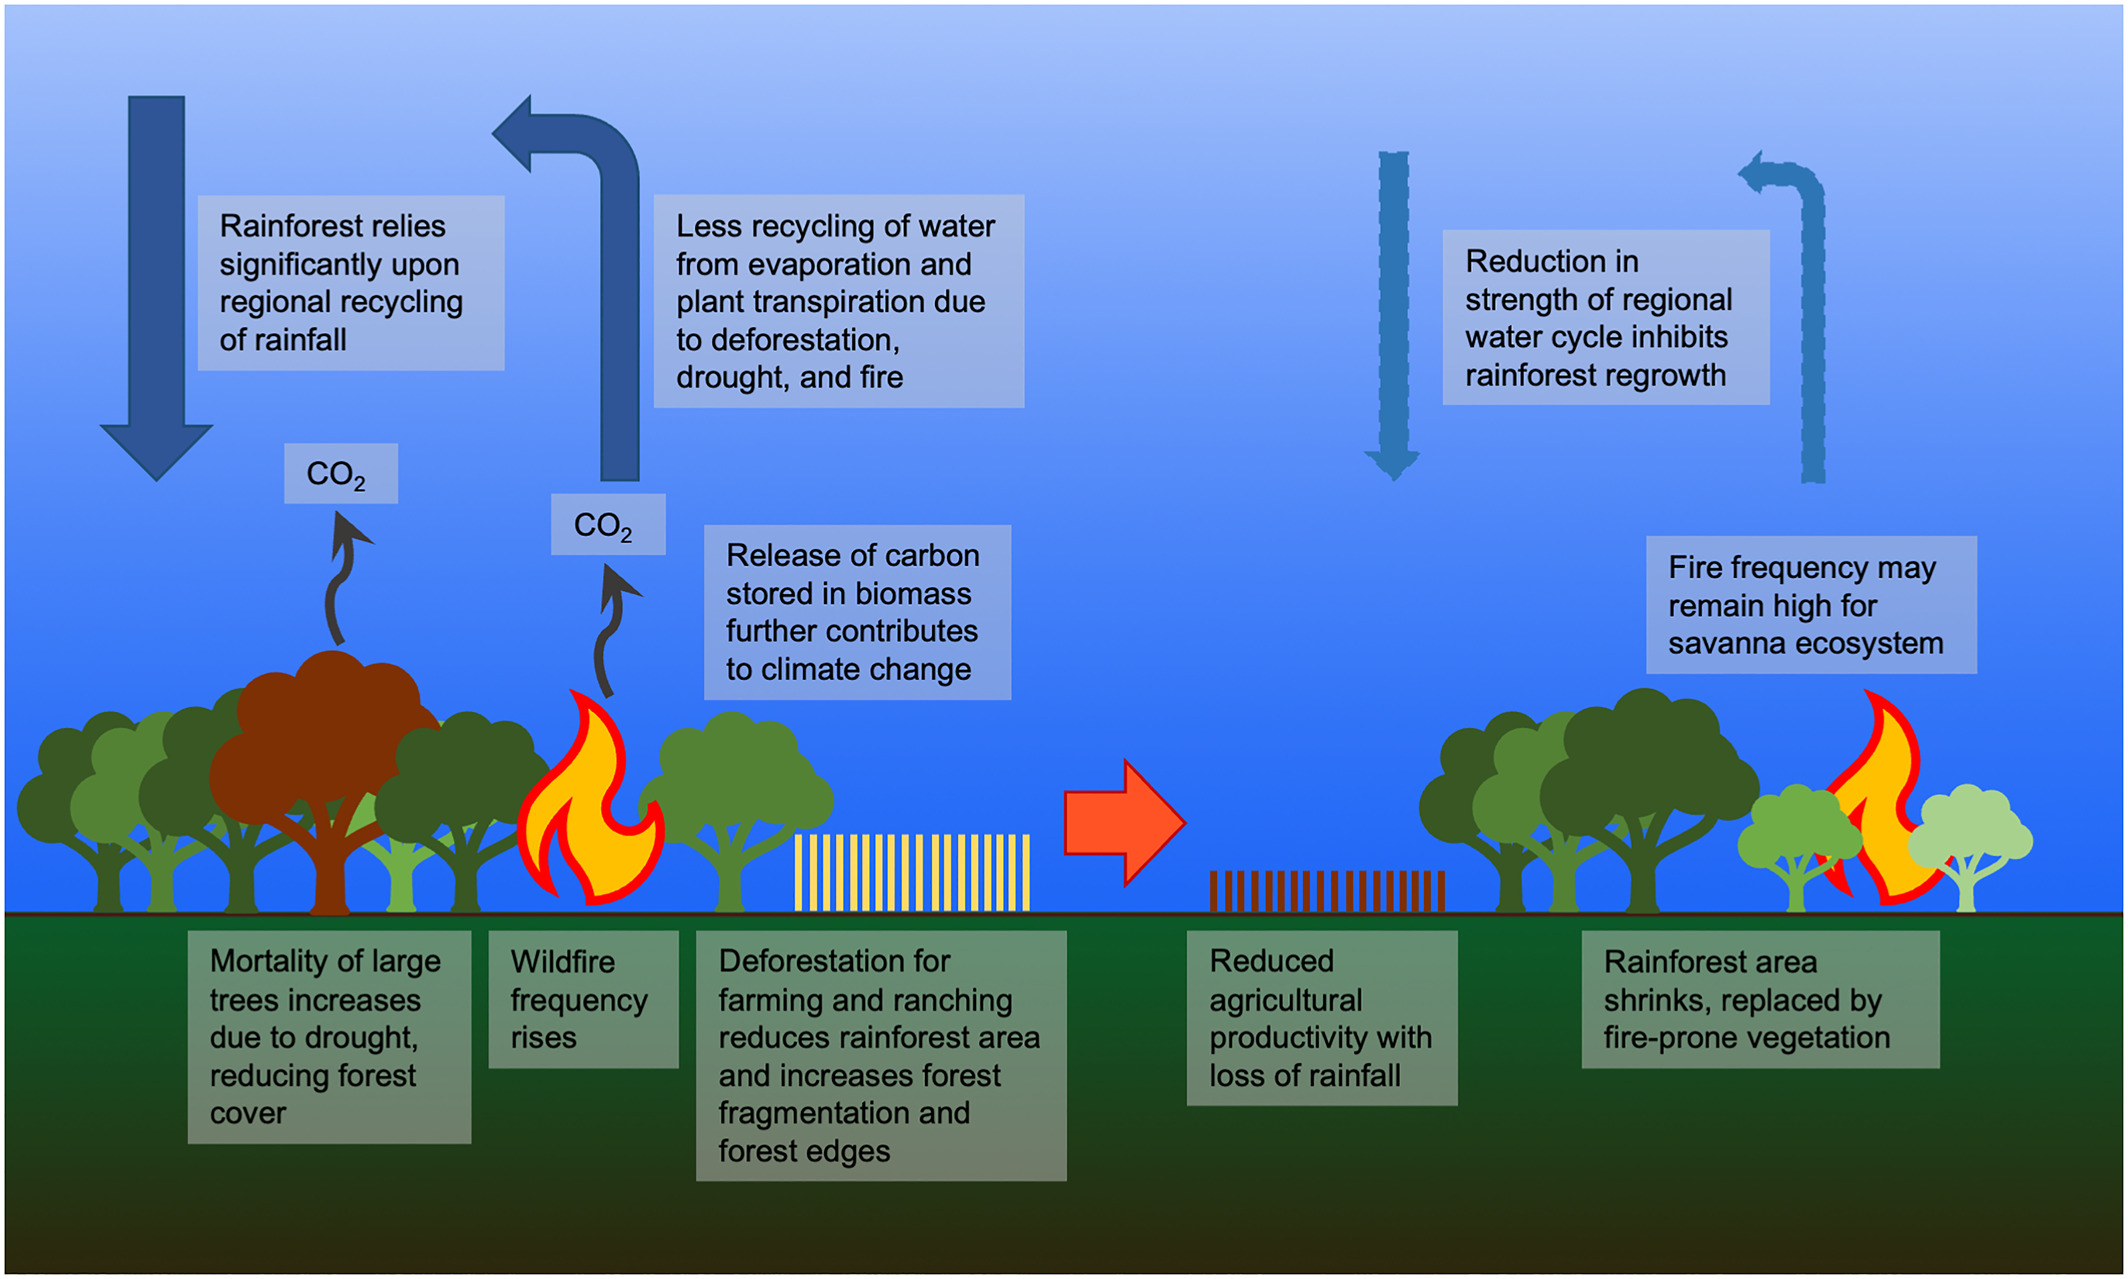 Rainforest relies
significantly upon
regional recycling
of rainfall
Less recycling of water
from evaporation and
plant transpiration due
to deforestation,
drought, and fire
Reduction in
strength of regional
water cycle inhibits
rainforest regrowth
CO₂
CO₂
Release of carbon
stored in biomass
further contributes
to climate change
Fire frequency may
remain high for
savanna ecosystem
Mortality of large
trees increases
due to drought,
reducing forest
cover
Wildfire
frequency
rises
Deforestation for
farming and ranching
reduces rainforest area
and increases forest
fragmentation and
forest edges
Reduced
agricultural
productivity with
loss of rainfall
Rainforest area
shrinks, replaced by
fire-prone vegetation